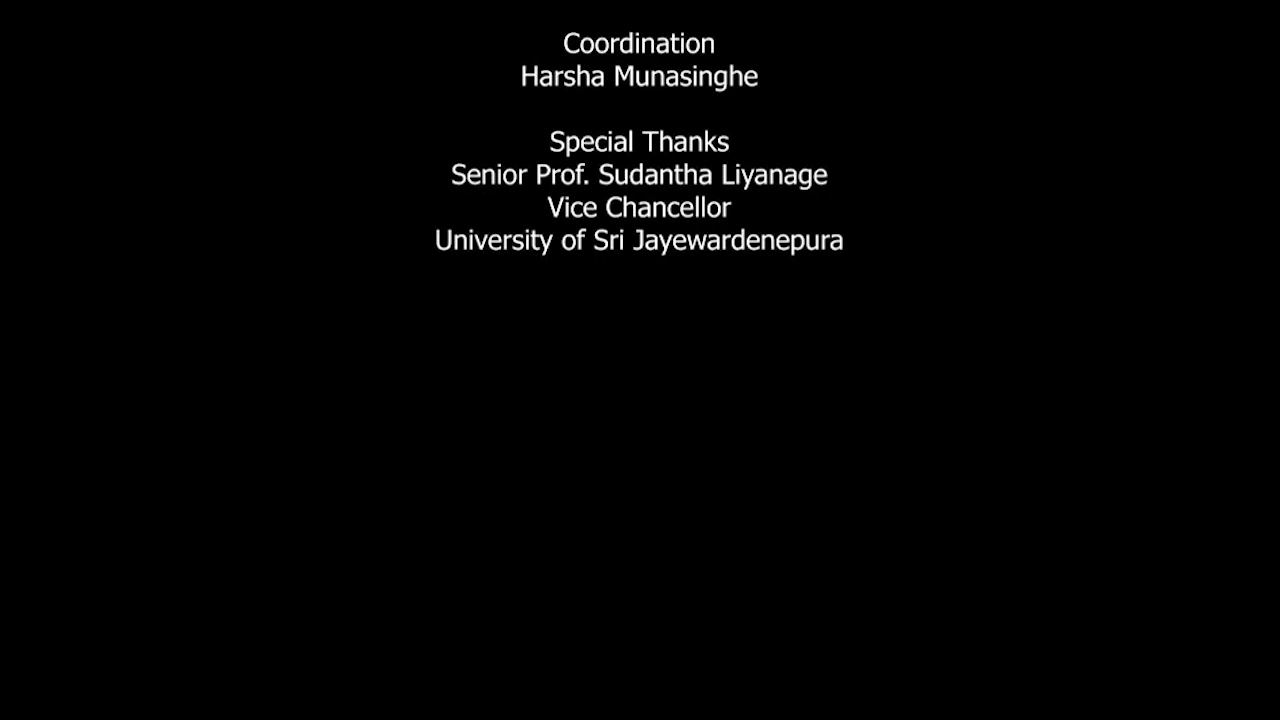 Coordination
Harsha Munasinghe
Special Thanks
Senior Prof. Sudantha Liyanage
Vice Chancellor
University of Sri Jayewardenepura